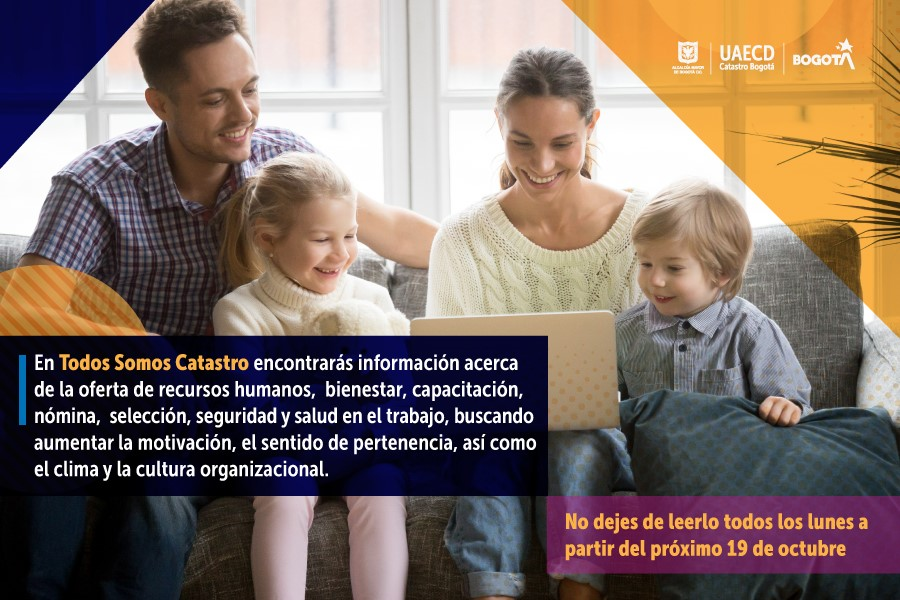 ALCALDÍA MAYOR
DE BOGOTÁ D.C.
UAECD
Catastro Bogotá
BOGOTÁ
En Todos Somos Catastro encontrarás información acerca
de la oferta de recursos humanos, bienestar, capacitación,
nómina, selección, seguridad y salud en el trabajo, buscando
aumentar la motivación, el sentido de pertenencia, así como
el clima y la cultura organizacional.
No dejes de leerlo todos los lunes a
partir del próximo 19 de octubre